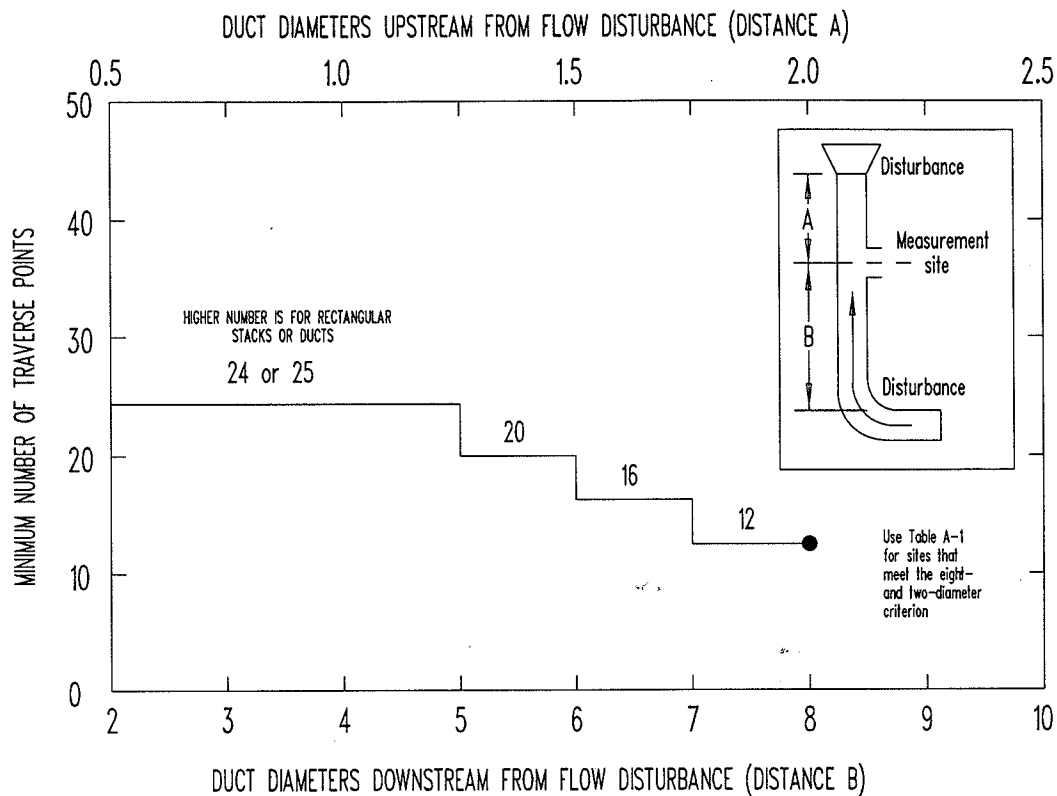 DUCT DIAMETERS UPSTREAM FROM FLOW DISTURBANCE (DISTANCE A)
0.5 1.0 1.5 2.0 2.5
50
40
30
20
10
0
MINIMUM NUMBER OF TRAVERSE POINTS
HIGHER NUMBER IS FOR RECTANGULAR
STACKS OR DUCTS
24 or 25
20
16
12
Disturbance
A
Measurement
site
B
Disturbance
Use Table A-1
for sites that
meet the eight-
and two-diameter
criterion
2 3 4 5 6 7 8 9 10
DUCT DIAMETERS DOWNSTREAM FROM FLOW DISTURBANCE (DISTANCE B)